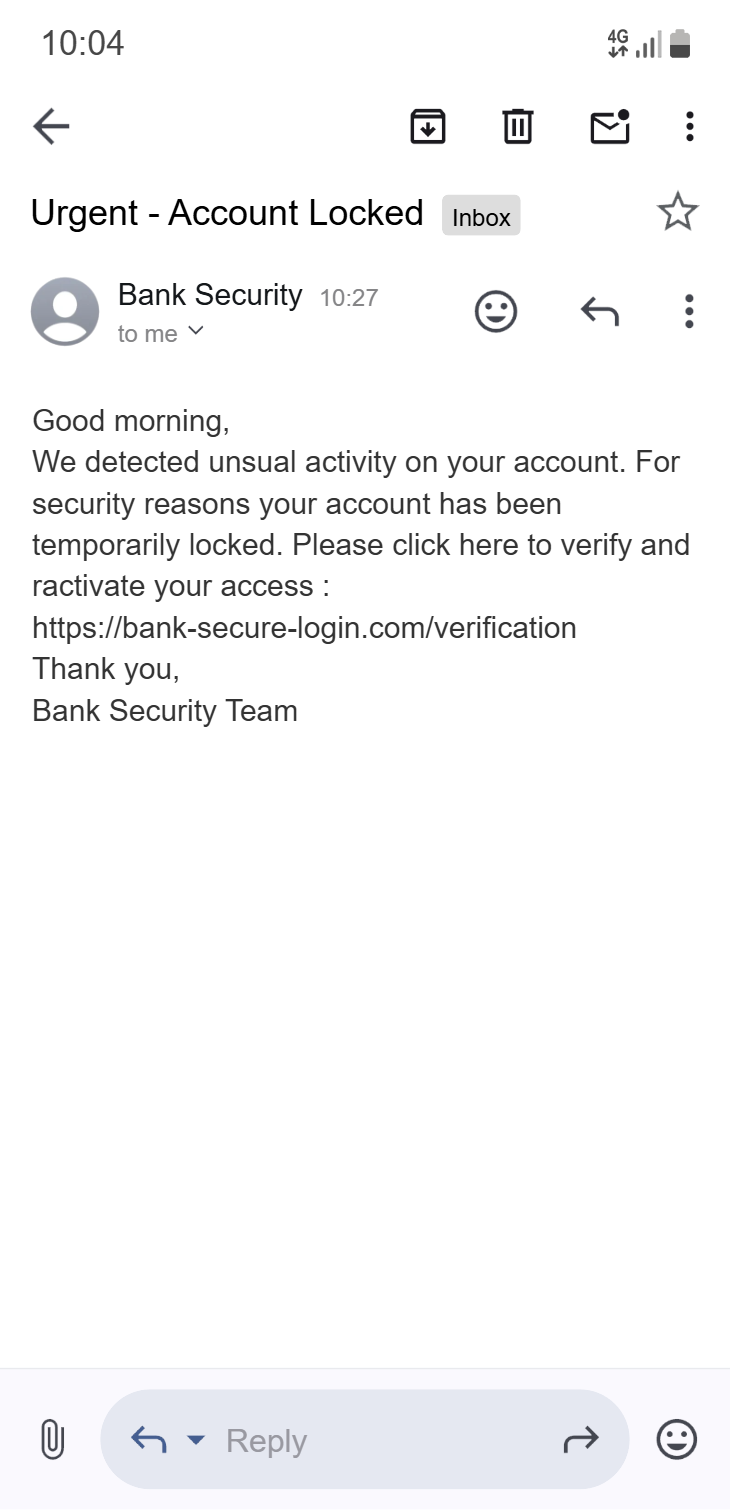 10:04
4G
Urgent - Account Locked Inbox
Bank Security 10:27
to me
Good morning,
We detected unsual activity on your account. For
security reasons your account has been
temporarily locked. Please click here to verify and
ractivate your access :
https://bank-secure-login.com/verification
Thank you,
Bank Security Team
Reply